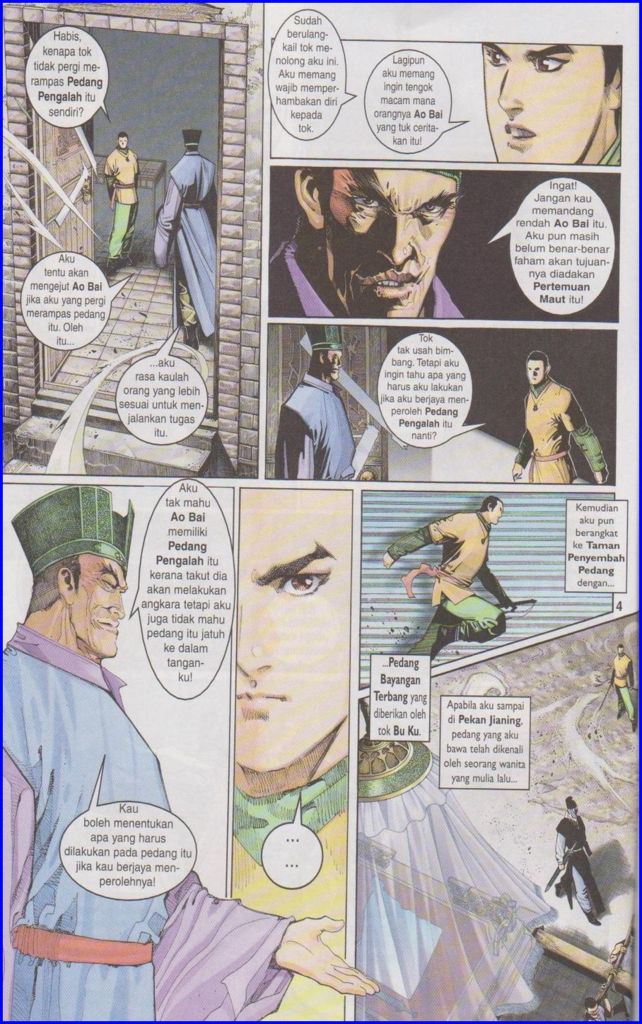 Habis,
kenapa tok
tidak pergi me-
rampas Pedang
Pengalah itu
sendiri?
Aku
tentu akan
mengejut Ao Bai
jika aku yang pergi
merampas pedang
itu. Oleh
itu...
...aku
rasa kaulah
orang yang lebih
sesuai untuk men-
jalankan tugas
itu.
Sudah
berulang-
kail tok me-
nolong aku ini.
Aku memang
wajib memper-
hambakan diri
kepada
tok.
Lagipun
aku memang
ingin tengok
macam mana
orangnya Ao Bai
yang tuk cerita-
kan itu!
Ingat!
Jangan kau
memandang
rendah Ao Bai itu.
Aku pun masih
belum benar-benar
faham akan tujuan-
nya diadakan
Pertemuan
Maut itu!
Tok
tak usah bim-
bang. Tetapi aku
ingin tahu apa yang
harus aku lakukan
jika aku berjaya mem-
peroleh Pedang
Pengalah itu
nanti?
Aku
tak mahu
Ao Bai
memiliki
Pedang
Pengalah itu
kerana takut dia
akan melakukan
angkara tetapi aku
juga tidak mahu
pedang itu jatuh
ke dalam
tangan-
ku!
Kau
boleh menentukan
apa yang harus
dilakukan pada pedang itu
jika kau berjaya mem-
perolehnya!
...
...
Kemudian
aku pun
berangkat
ke Taman
Penyembah
Pedang
dengan...
4
...Pedang
Bayangan
Terbang yang
diberikan oleh
tok Bu Ku.
Apabila aku sampai
di Pekan Jianing,
pedang yang aku
bawa telah dikenali
oleh seorang wanita
yang mulia lalu...